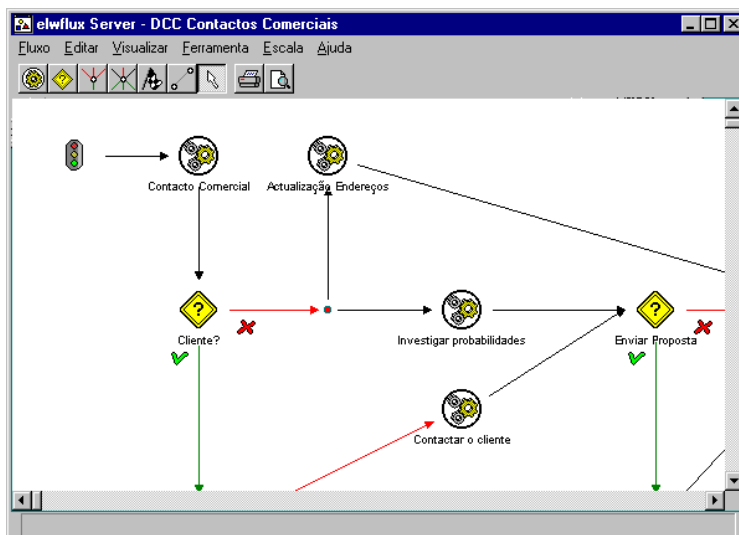 elwflux Server - DCC Contactos Comerciais
Fluxo Editar Visualizar Ferramenta Escala Ajuda
Contacto Comercial
Actualização Endereços
Cliente?
Investigar probabilidades
Enviar Proposta
Contactar o cliente